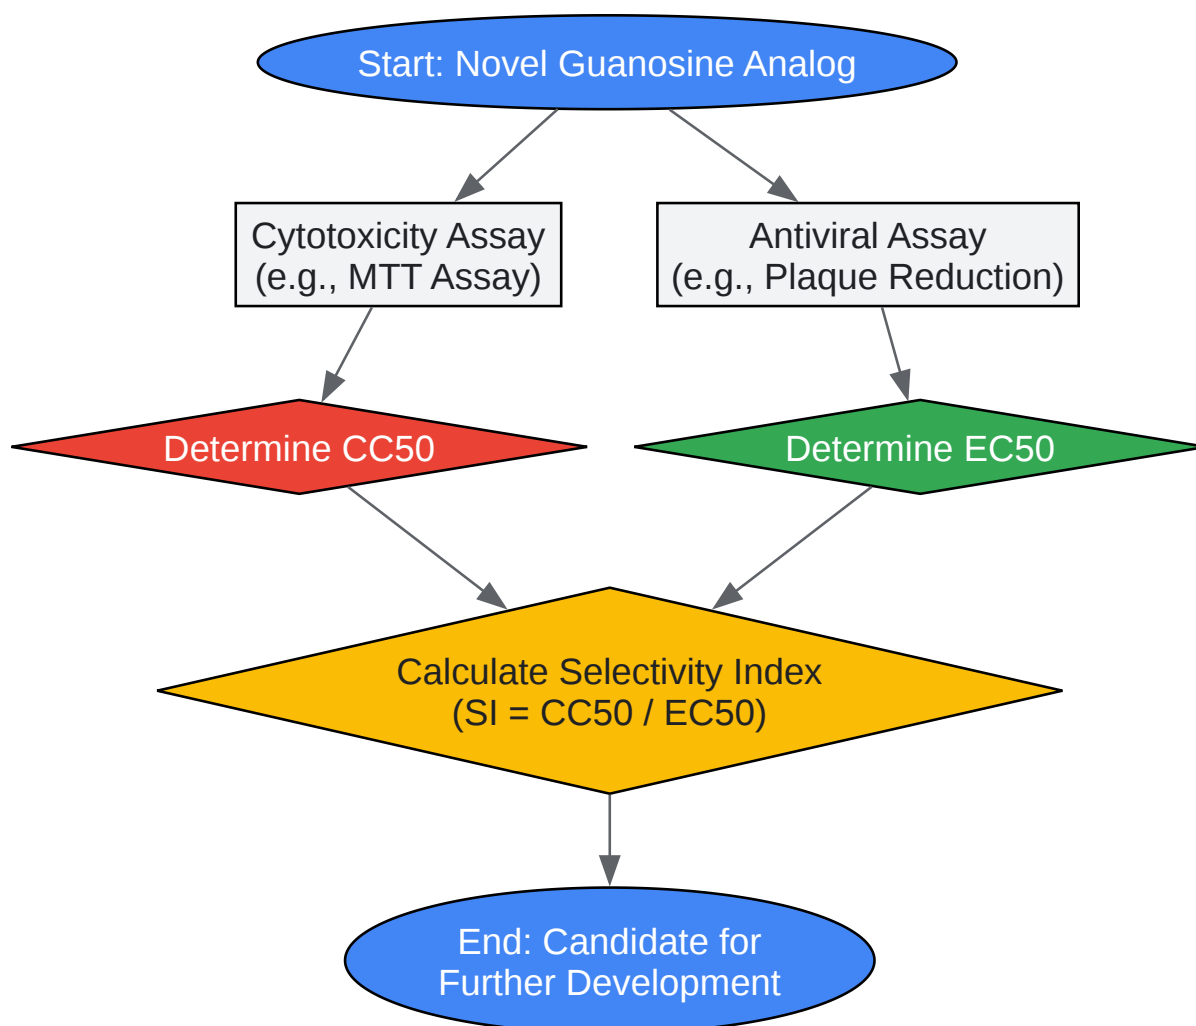 Start: Novel Guanosine Analog
Cytotoxicity Assay
(e.g., MTT Assay)
Antiviral Assay
(e.g., Plaque Reduction)
Determine CC50
Determine EC50
Calculate Selectivity Index
(SI = CC50 / EC50)
End: Candidate for
Further Development